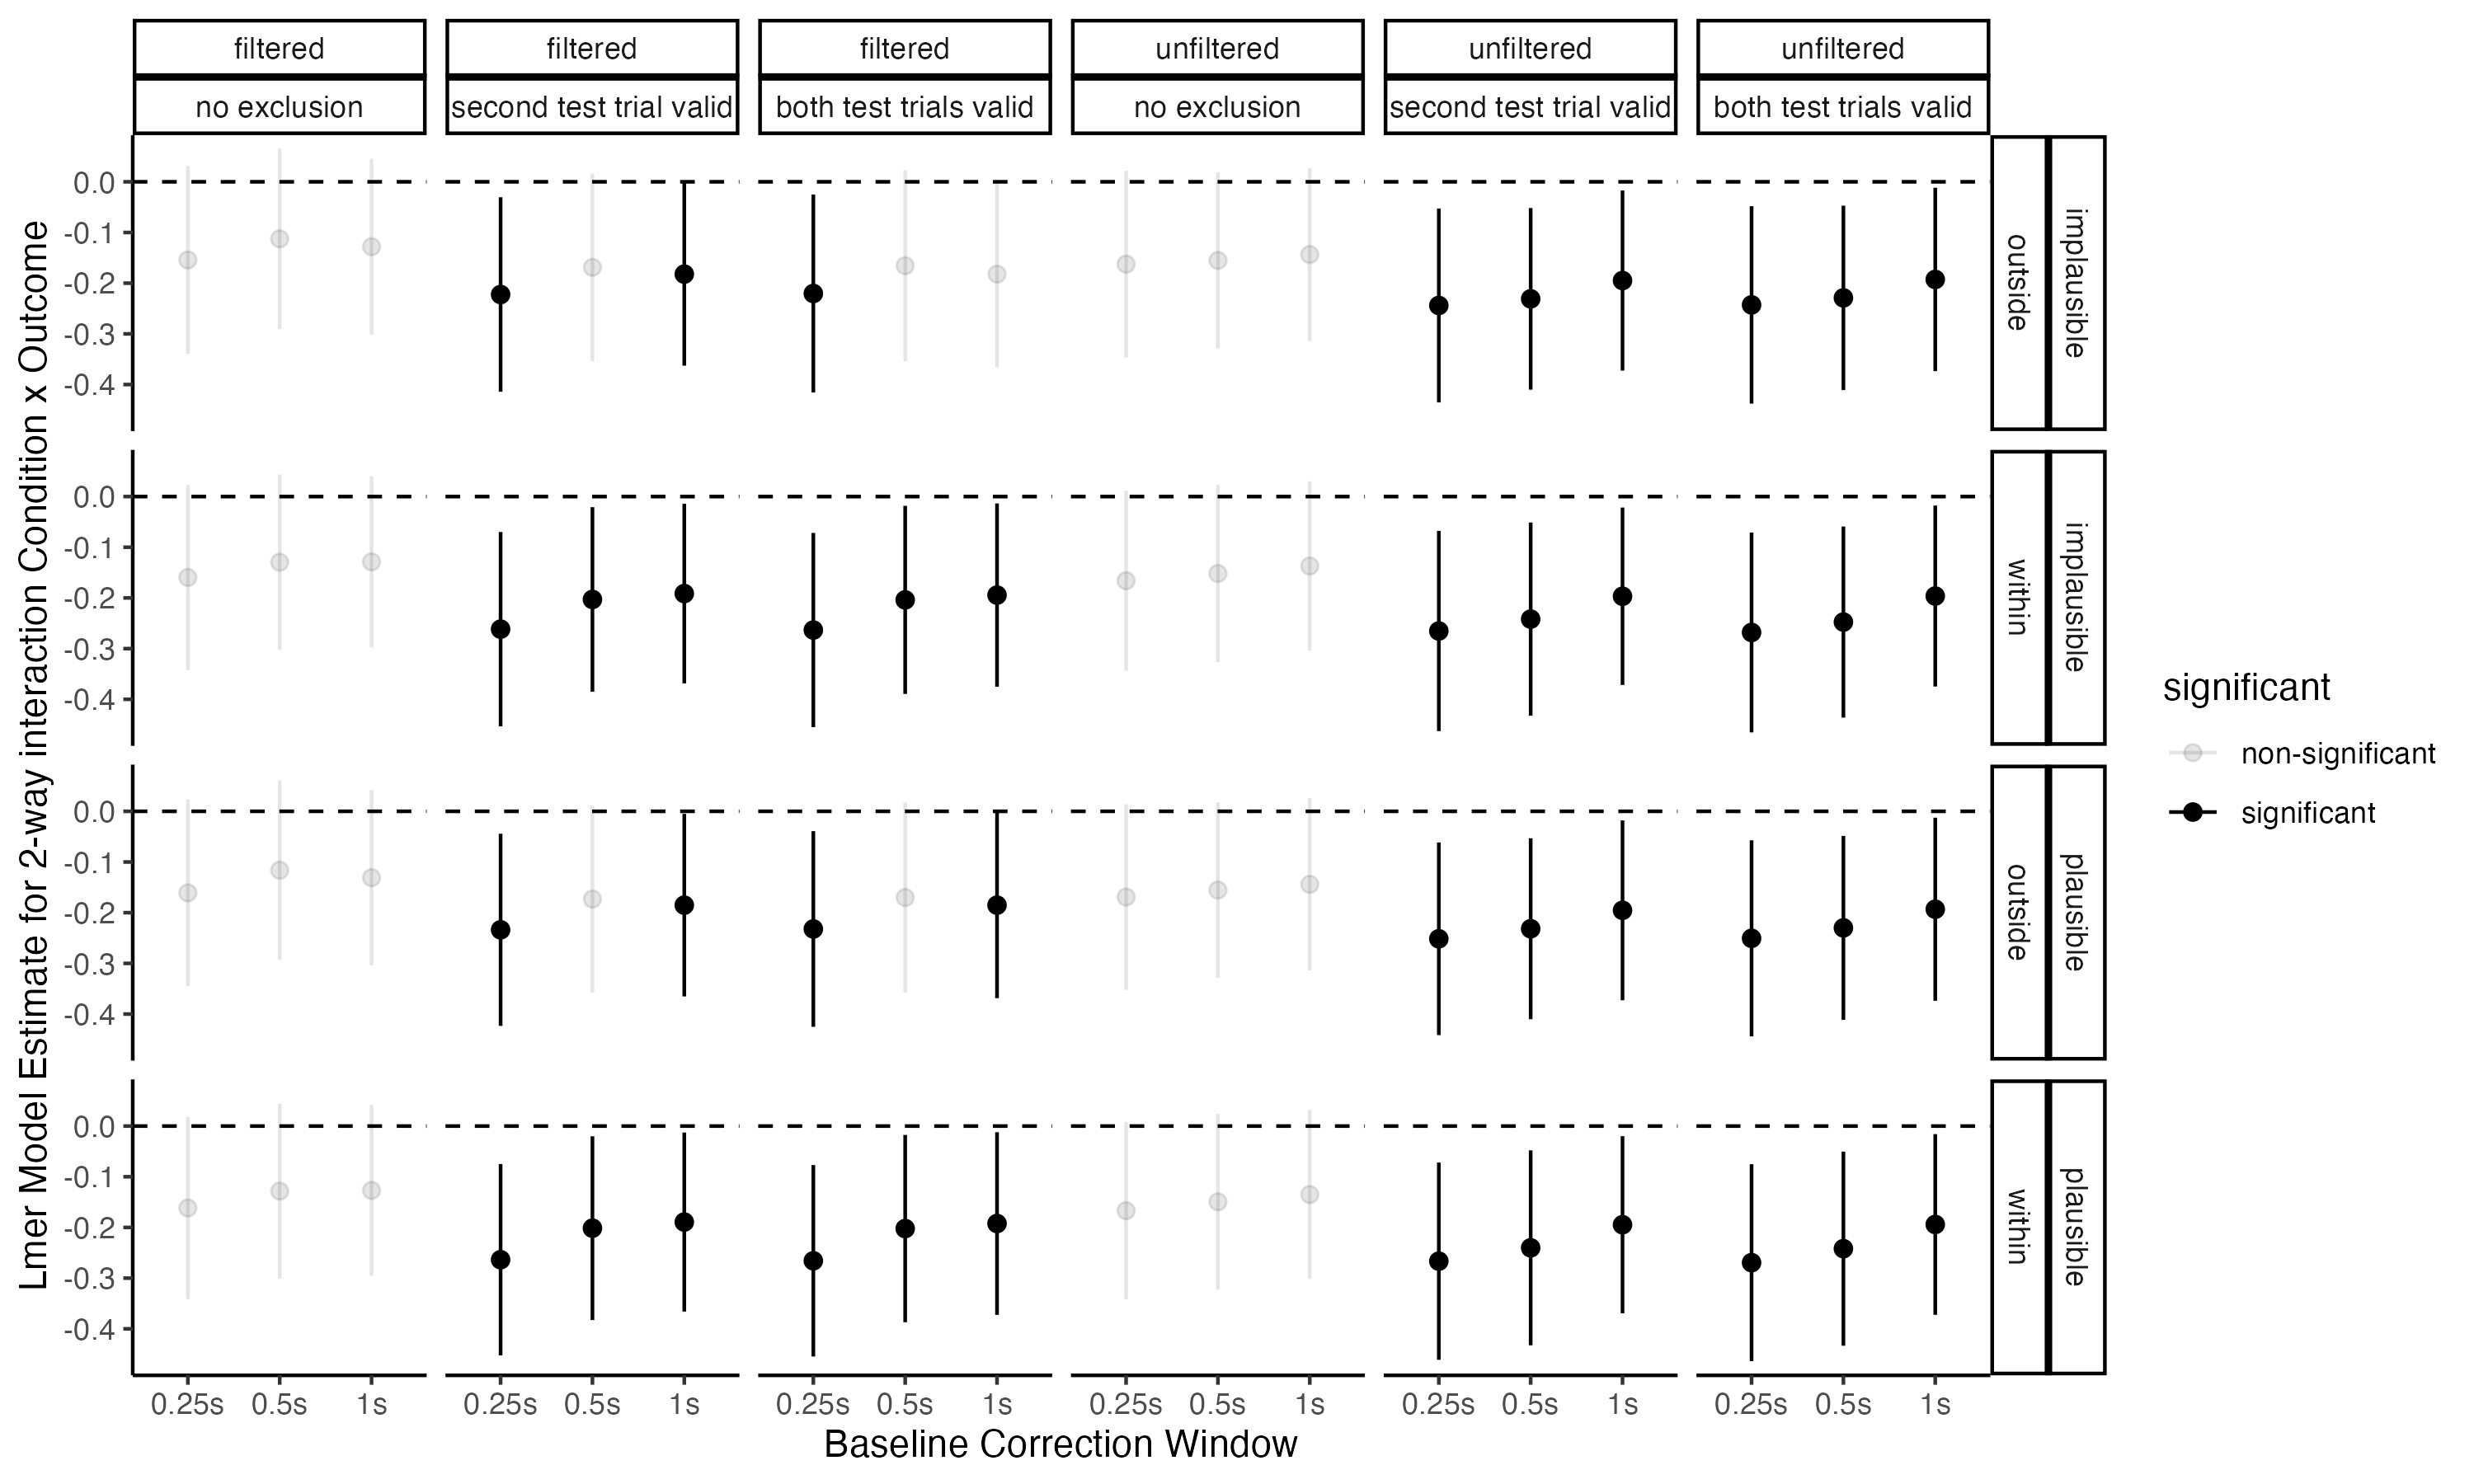 filtered filtered filtered unfiltered unfiltered unfiltered
no exclusion second test trial valid both test trials valid no exclusion second test trial valid both test trials valid
Lmer Model Estimate for 2-way interaction Condition x Outcome
0.0
-0.1
-0.2
-0.3
-0.4
outside
implausible
0.0
-0.1
-0.2
-0.3
-0.4
within
implausible
0.0
-0.1
-0.2
-0.3
-0.4
outside
plausible
0.0
-0.1
-0.2
-0.3
-0.4
within
plausible
0.25s 0.5s 1s 0.25s 0.5s 1s 0.25s 0.5s 1s 0.25s 0.5s 1s 0.25s 0.5s 1s 0.25s 0.5s 1s
Baseline Correction Window
significant
non-significant
significant